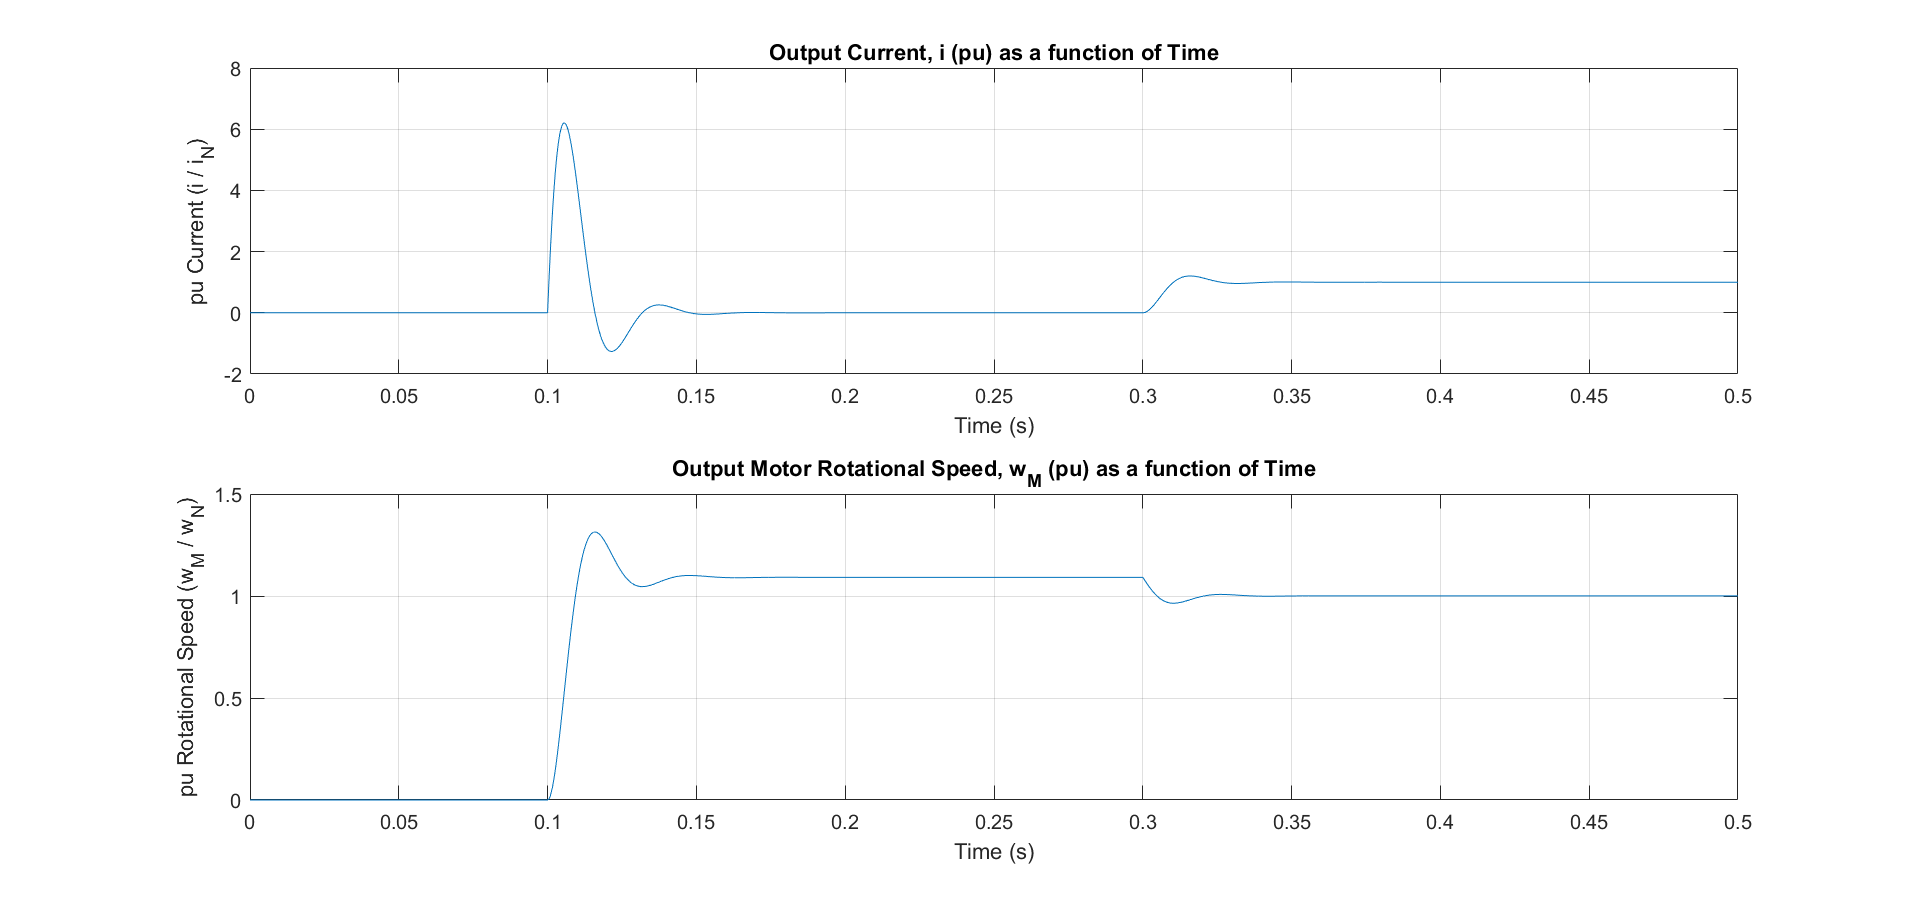 Output Current, i (pu) as a function of Time
pu Current (i / i_N)
8
6
4
2
0
-2
0 0.05 0.1 0.15 0.2 0.25 0.3 0.35 0.4 0.45 0.5
Time (s)
Output Motor Rotational Speed, w_M (pu) as a function of Time
pu Rotational Speed (w_M / w_N)
1.5
1
0.5
0
0 0.05 0.1 0.15 0.2 0.25 0.3 0.35 0.4 0.45 0.5
Time (s)